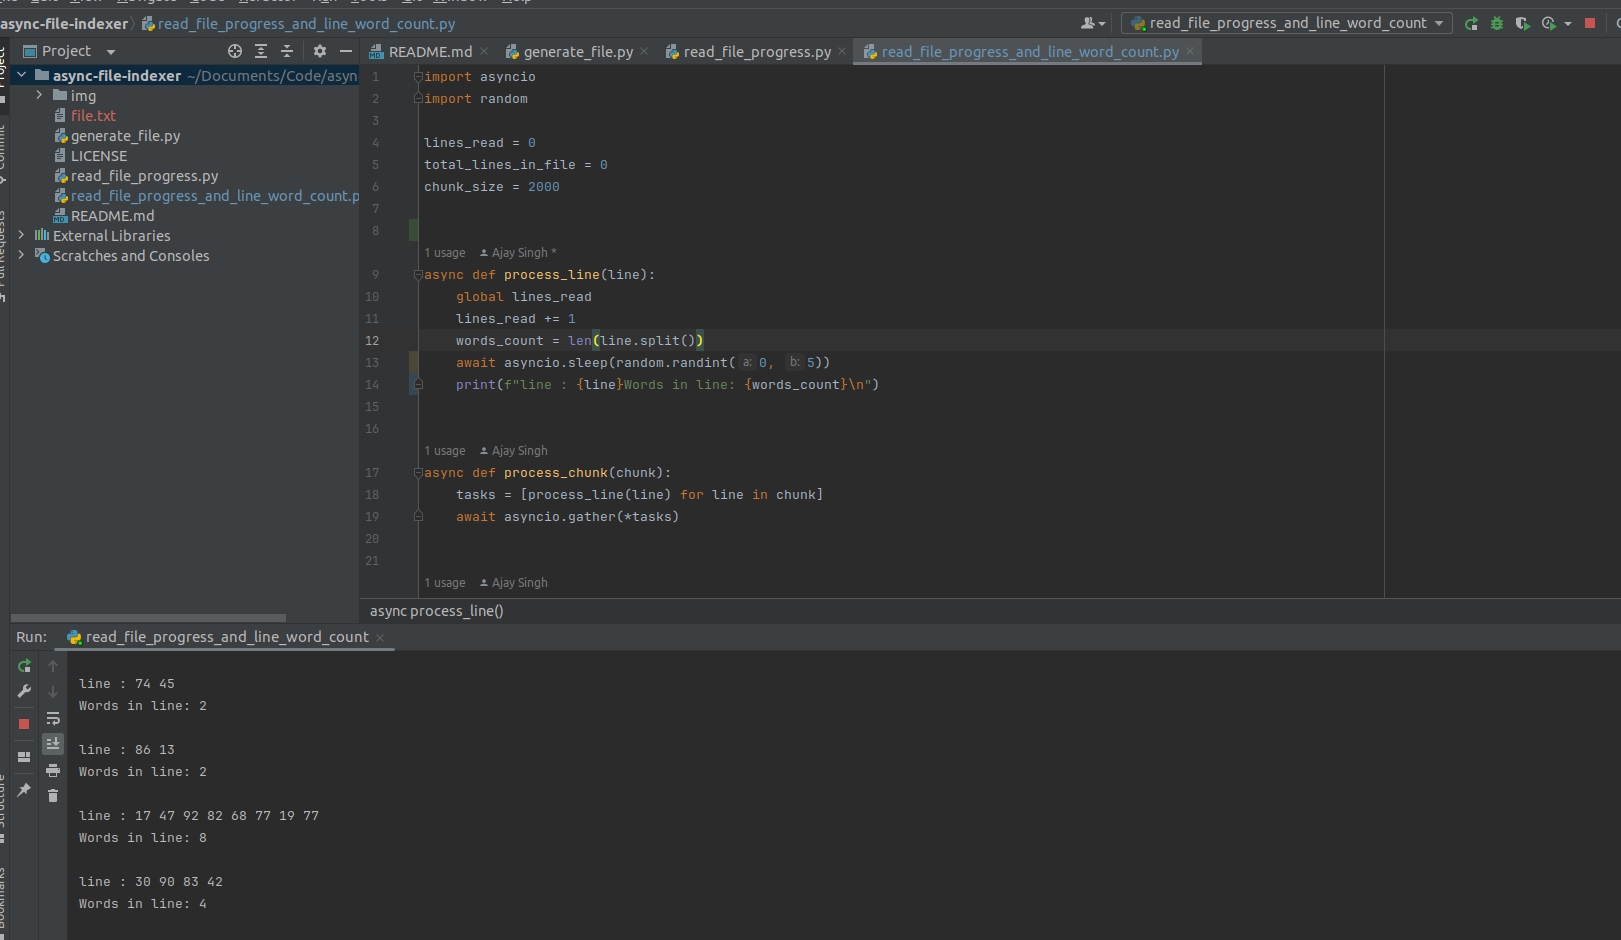 async-file-indexer read_file_progress_and_line_word_count.py read_file_progress_and_line_word_count
Project README.md generate_file.py read_file_progress.py read_file_progress_and_line_word_count.py
async-file-indexer ~/Documents/Code/asyn
img
file.txt
generate_file.py
LICENSE
read_file_progress.py
read_file_progress_and_line_word_count.p
README.md
External Libraries
Scratches and Consoles
1 import asyncio
2 import random
3
4 lines_read = 0
5 total_lines_in_file = 0
6 chunk_size = 2000
7
8
1 usage Ajay Singh *
9 async def process_line(line):
10 global lines_read
11 lines_read += 1
12 words_count = len(line.split())
13 await asyncio.sleep(random.randint( a: 0, b: 5))
14 print(f"line : {line}Words in line: {words_count}\n")
15
16
1 usage Ajay Singh
17 async def process_chunk(chunk):
18 tasks = [process_line(line) for line in chunk]
19 await asyncio.gather(*tasks)
20
21
1 usage Ajay Singh
async process_line()
Run: read_file_progress_and_line_word_count
line : 74 45
Words in line: 2
line : 86 13
Words in line: 2
line : 17 47 92 82 68 77 19 77
Words in line: 8
line : 30 90 83 42
Words in line: 4